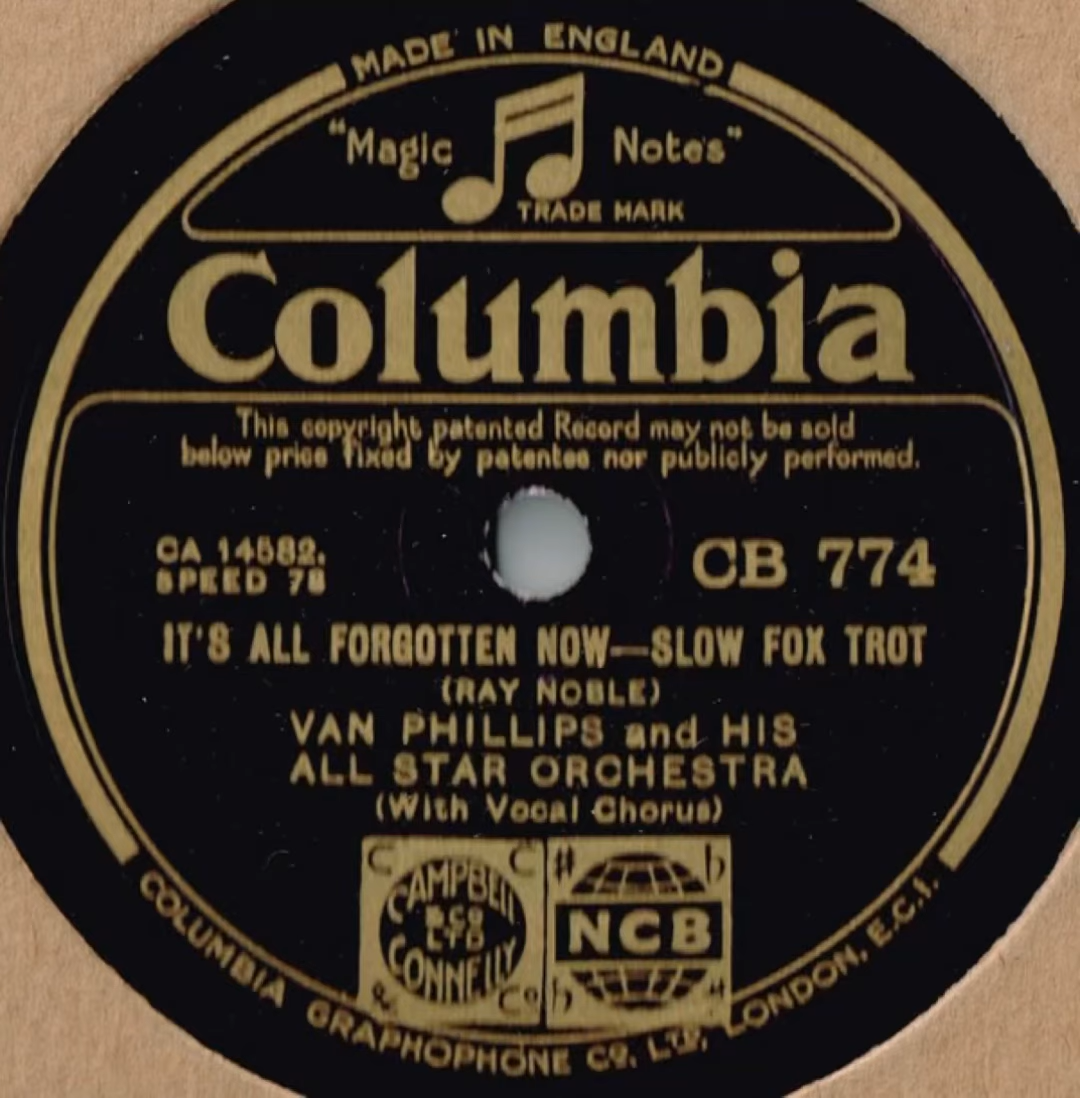 MADE IN ENGLAND
"Magic Notes"
TRADE MARK
Columbia
This copyright patented Record may not be sold
below price fixed by patentee nor publicly performed.
CA 14582.
SPEED 78
CB 774
IT'S ALL FORGOTTEN NOW—SLOW FOX TROT
(RAY NOBLE)
VAN PHILLIPS and HIS
ALL STAR ORCHESTRA
(With Vocal Chorus)
C C
CAMPBELL
& CO
LTD
CONNELLY
Co
♯ b
NCB
COLUMBIA GRAPHOPHONE CO. LTD, LONDON, E.C.1.